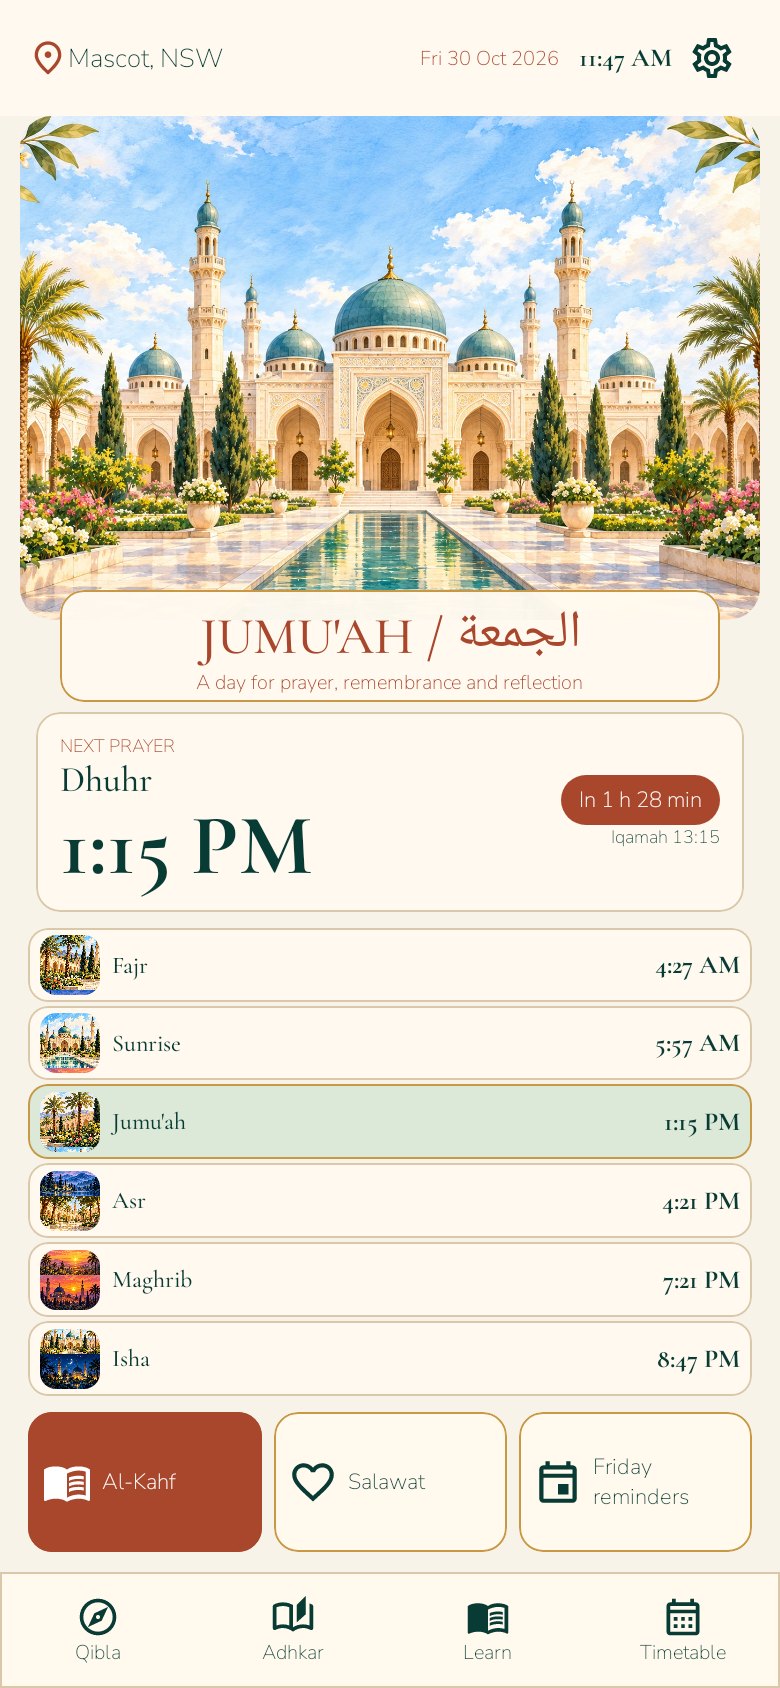 Mascot, NSW
Fri 30 Oct 2026 11:47 AM
JUMU'AH / الجمعة
A day for prayer, remembrance and reflection
NEXT PRAYER
Dhuhr
1:15 PM
In 1 h 28 min
Iqamah 13:15
Fajr 4:27 AM
Sunrise 5:57 AM
Jumu'ah 1:15 PM
Asr 4:21 PM
Maghrib 7:21 PM
Isha 8:47 PM
Al-Kahf
Salawat
Friday
reminders
Qibla
Adhkar
Learn
Timetable